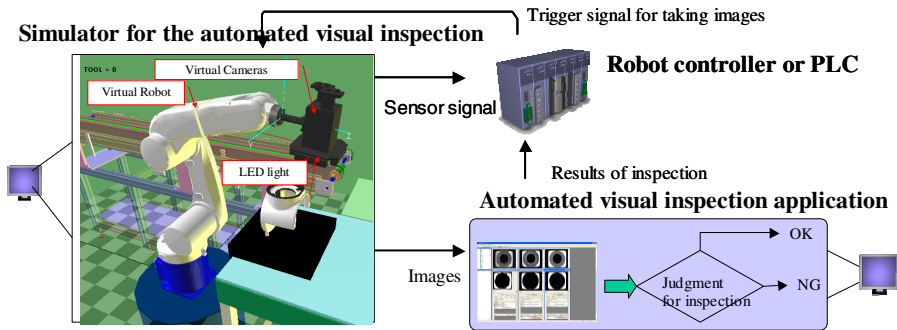 Trigger signal for taking images
Simulator for the automated visual inspection
TOOL = 0
Virtual Cameras
Virtual Robot
LED light
Sensor signal
Robot controller or PLC
Results of inspection
Automated visual inspection application
Images
Judgment
for inspection
OK
NG